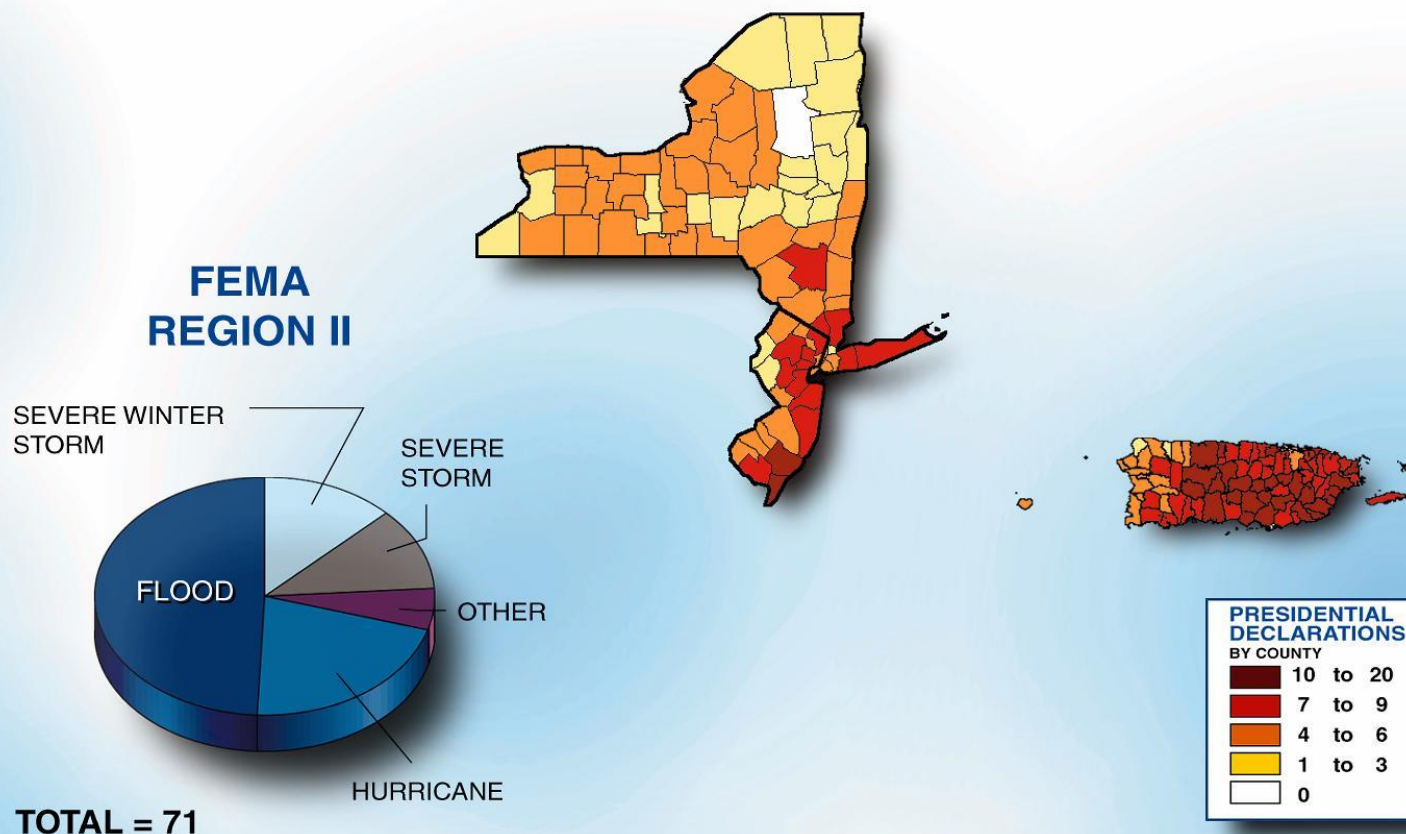 FEMA
REGION II
SEVERE WINTER
STORM
SEVERE
STORM
FLOOD
OTHER
HURRICANE
TOTAL = 71
PRESIDENTIAL
DECLARATIONS
BY COUNTY
10 to 20
7 to 9
4 to 6
1 to 3
0